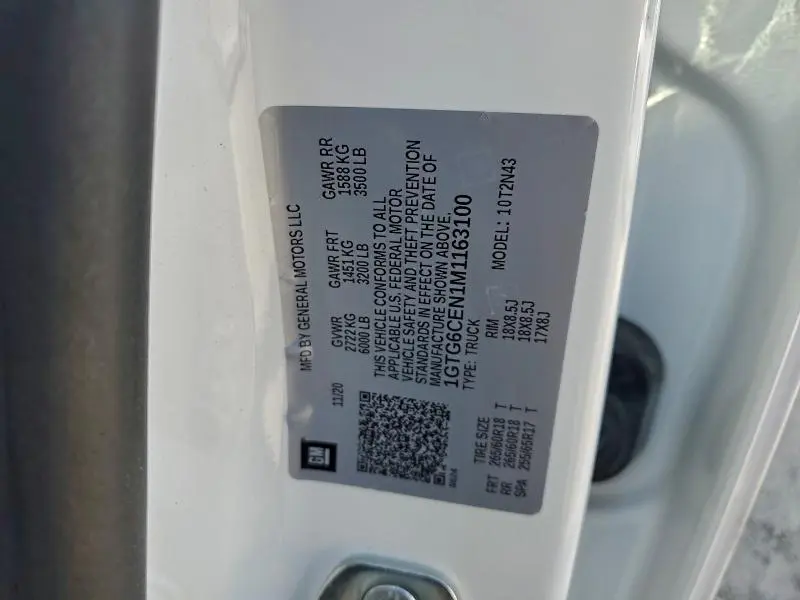 GM
11/20
MFD BY GENERAL MOTORS LLC
GVWR GAWR FRT GAWR RR
2722 KG 1451 KG 1588 KG
6000 LB 3200 LB 3500 LB
THIS VEHICLE CONFORMS TO ALL
APPLICABLE U.S. FEDERAL MOTOR
VEHICLE SAFETY AND THEFT PREVENTION
STANDARDS IN EFFECT ON THE DATE OF
MANUFACTURE SHOWN ABOVE.
1GTG6CEN1M1163100
TYPE: TRUCK MODEL: 10T2N43
TIRE SIZE RIM
FRT 265/60R18 T 18X8.5J
RR 265/60R18 T 18X8.5J
SPA 255/65R17 T 17X8J